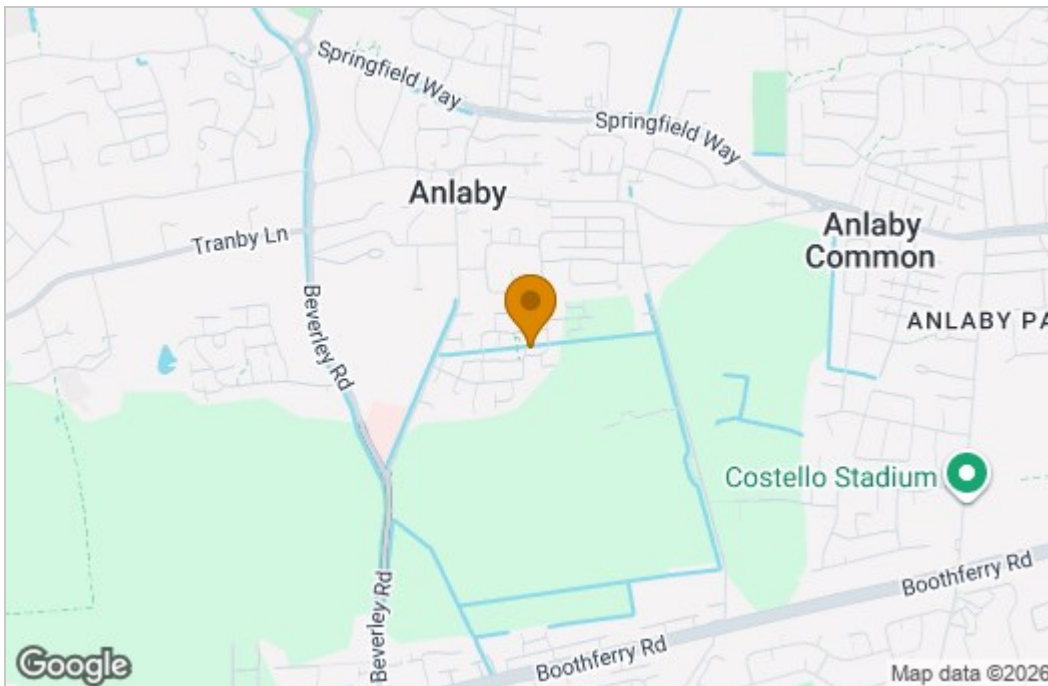 Springfield Way
Springfield Way
Anlaby
Anlaby
Common
Tranby Ln
Beverley Rd
ANLABY PA
Costello Stadium
Beverley Rd
Boothferry Rd
Boothferry Rd
Google
Map data ©2026